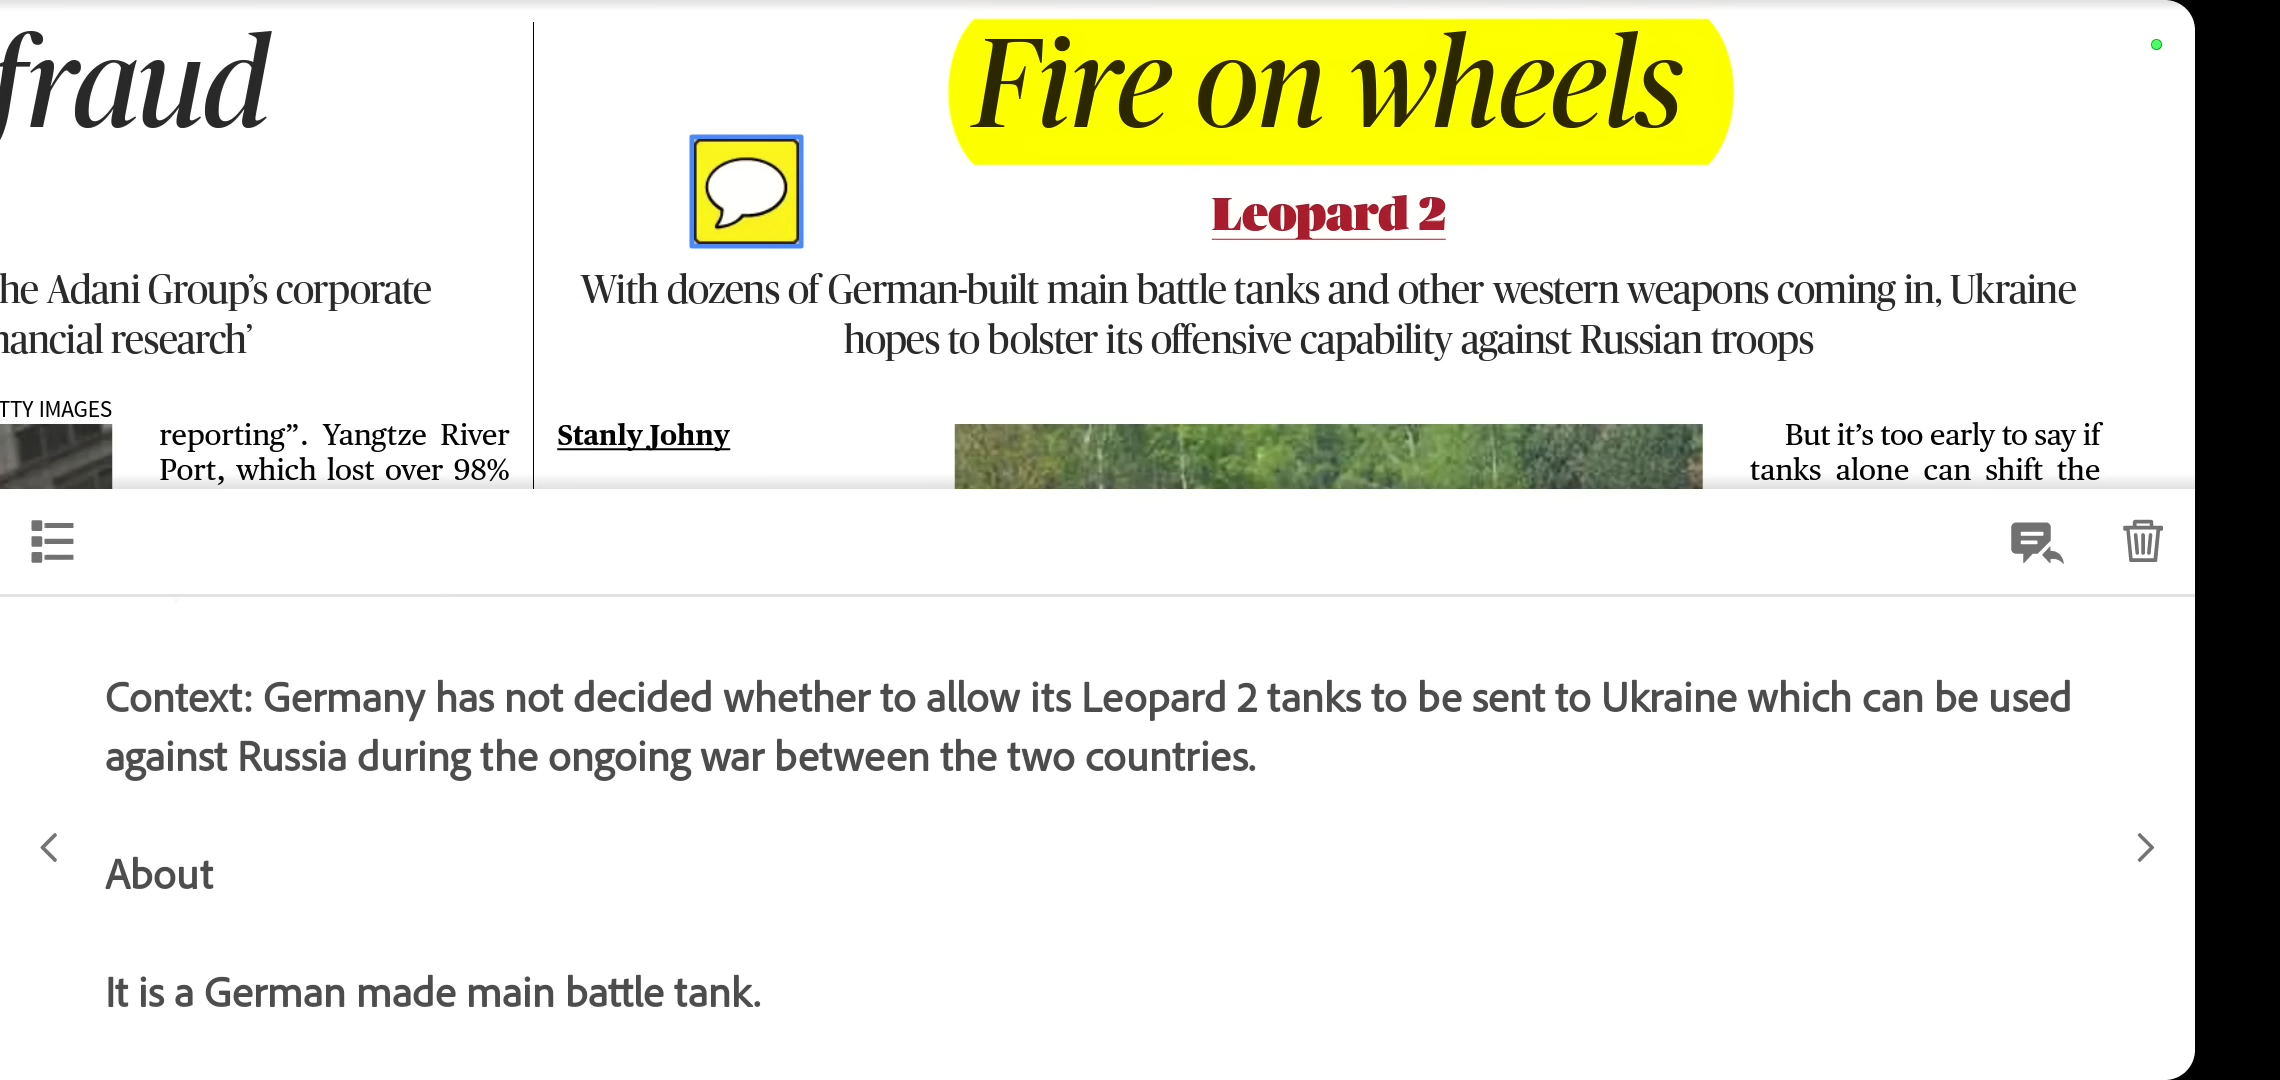 fraud
he Adani Group's corporate
nancial research'
TTY IMAGES
reporting". Yangtze River
Port, which lost over 98%
Fire on wheels
Leopard 2
With dozens of German-built main battle tanks and other western weapons coming in, Ukraine
hopes to bolster its offensive capability against Russian troops
Stanly Johny
But it's too early to say if
tanks alone can shift the
Context: Germany has not decided whether to allow its Leopard 2 tanks to be sent to Ukraine which can be used
against Russia during the ongoing war between the two countries.
About
It is a German made main battle tank.